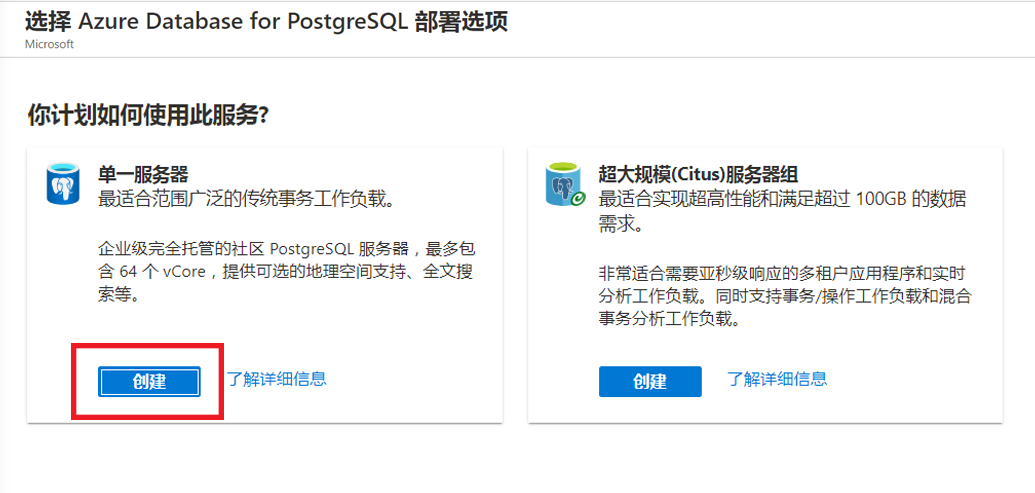 选择 Azure Database for PostgreSQL 部署选项
Microsoft
你计划如何使用此服务?
单一服务器
最适合范围广泛的传统事务工作负载。
企业级完全托管的社区 PostgreSQL 服务器，最多包
含 64 个 vCore，提供可选的地理空间支持、全文搜
索等。
创建
了解详细信息
超大规模(Citus)服务器组
最适合实现超高性能和满足超过 100GB 的数据
需求。
非常适合需要亚秒级响应的多租户应用程序和实时
分析工作负载。同时支持事务/操作工作负载和混合
事务分析工作负载。
创建
了解详细信息